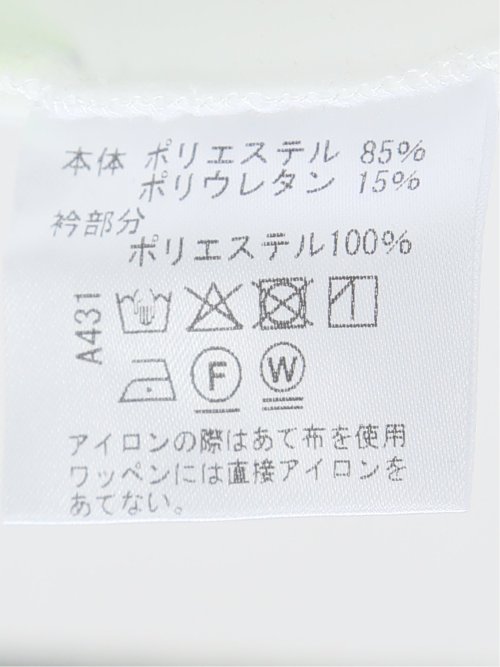 本体 ポリエステル 85%
ポリウレタン 15%
衿部分
ポリエステル100%
A431
F
W
アイロンの際はあて布を使用
ワッペンには直接アイロンを
あてない。